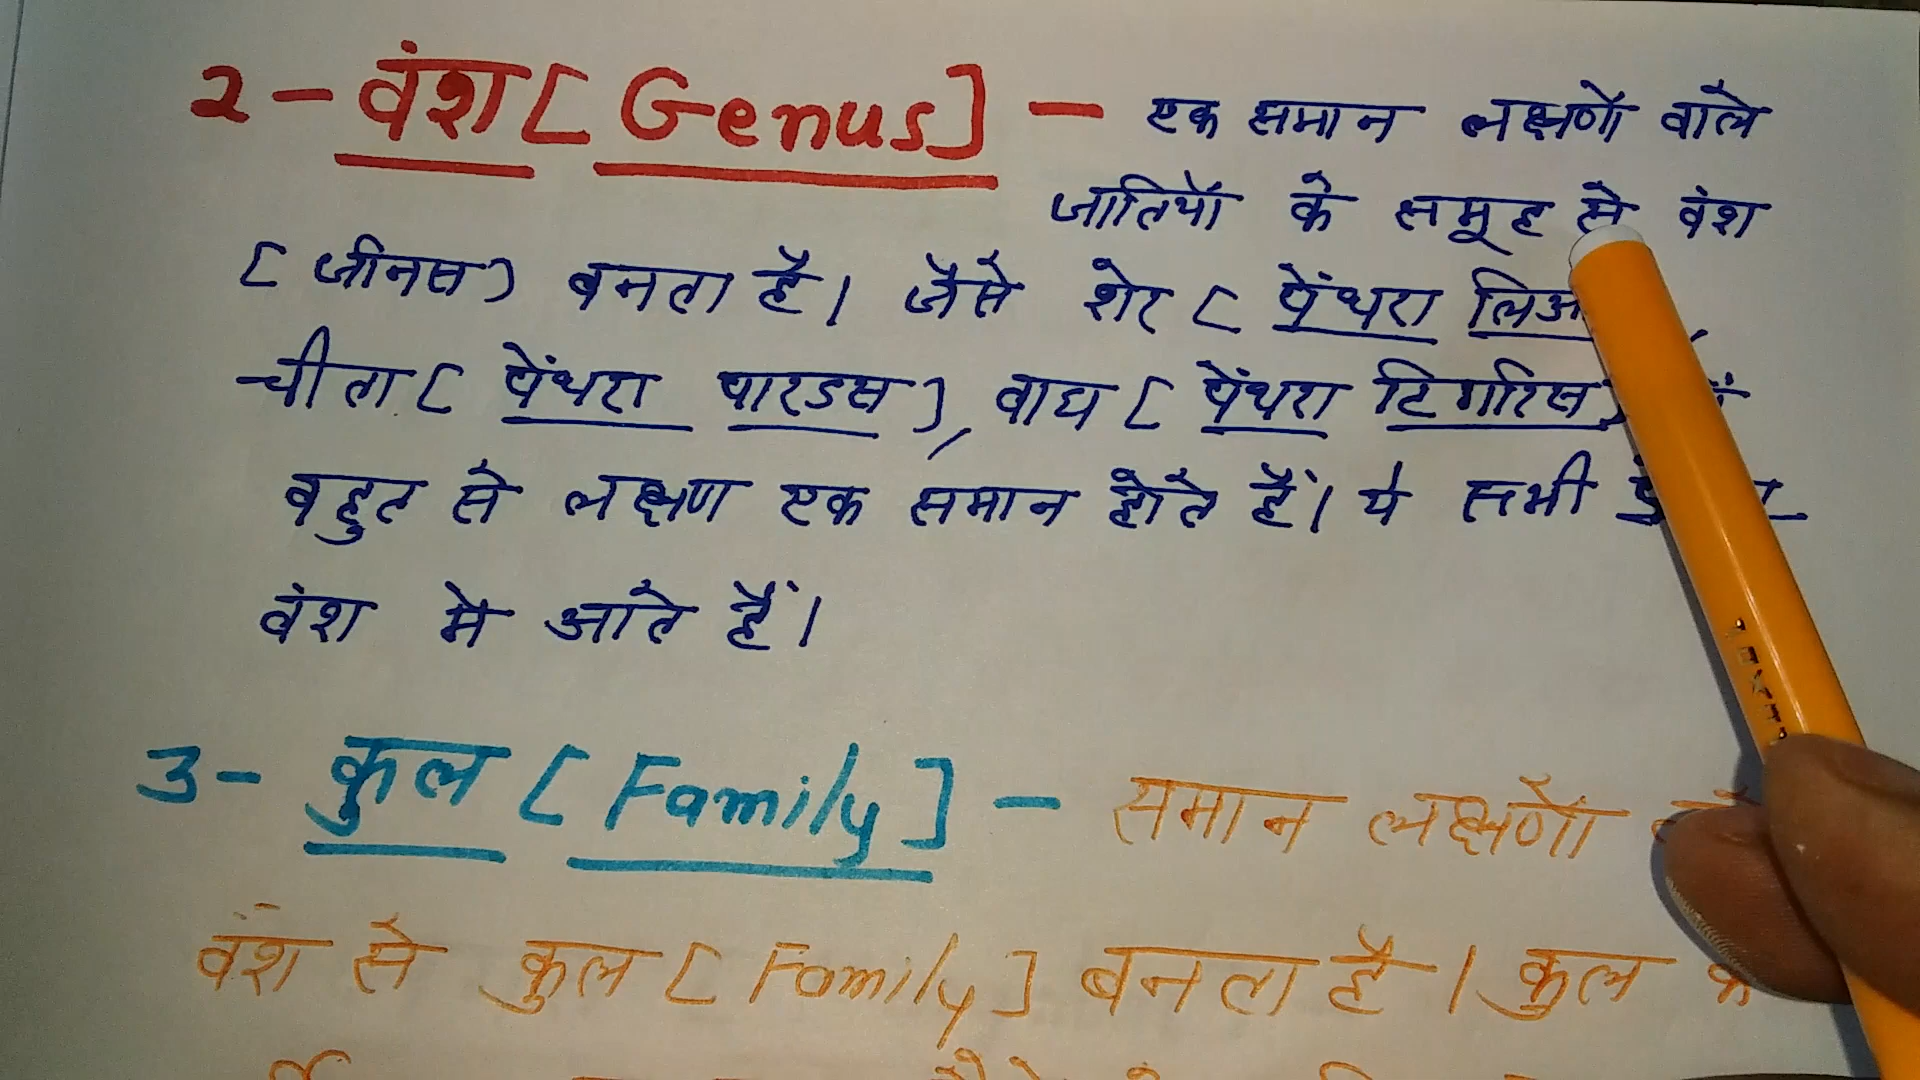 2 - वंश [ Genus ] - एक समान लक्षणों वाले
जातियों के समूह से वंश
[ जीनस ) बनता है। जैसे शेर [ पेंथरा
चीता [ पेंथरा पारडस ), बाघ [ पेंथरा टिगरिस )
बहुत से लक्षण एक समान होते हैं। ये सभी
वंश मे आते हैं।
3 - कुल [ Family ] - समान लक्षणों
वंश से कुल [ Family ] बनता है। कुल